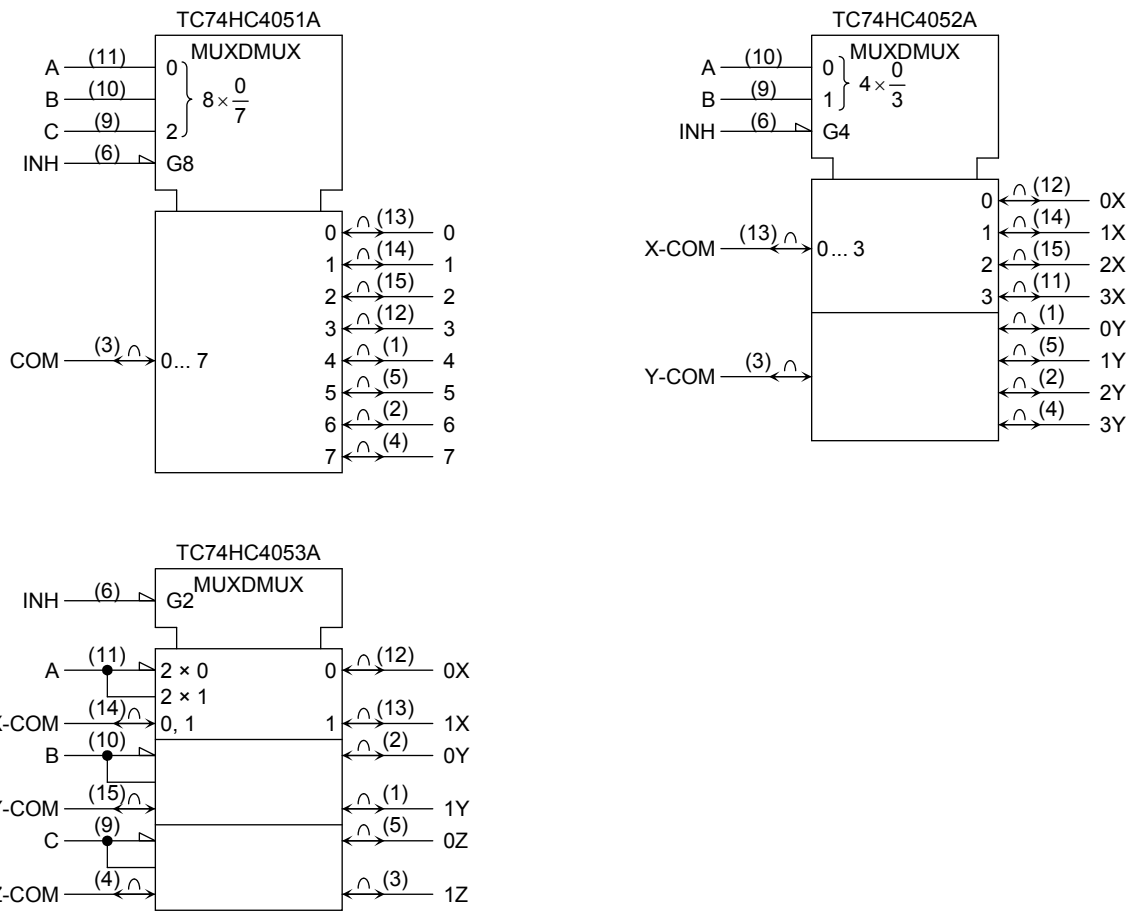 TC74HC4051A
MUXDMUX
A (11) 0
B (10) 8 × 0/7
C (9) 2
INH (6) G8
0 (13) 0
1 (14) 1
2 (15) 2
3 (12) 3
COM (3) 0... 7 4 (1) 4
5 (5) 5
6 (2) 6
7 (4) 7
TC74HC4052A
MUXDMUX
A (10) 0
4 × 0/3
B (9) 1
INH (6) G4
0 (12) 0X
1 (14) 1X
X-COM (13) 0... 3
2 (15) 2X
3 (11) 3X
(1) 0Y
(5) 1Y
Y-COM (3)
(2) 2Y
(4) 3Y
TC74HC4053A
MUXDMUX
INH (6) G2
A (11) 2 × 0 0 (12) 0X
2 × 1
X-COM (14) 0, 1 1 (13) 1X
B (10) (2) 0Y
Y-COM (15) (1) 1Y
C (9) (5) 0Z
Z-COM (4) (3) 1Z